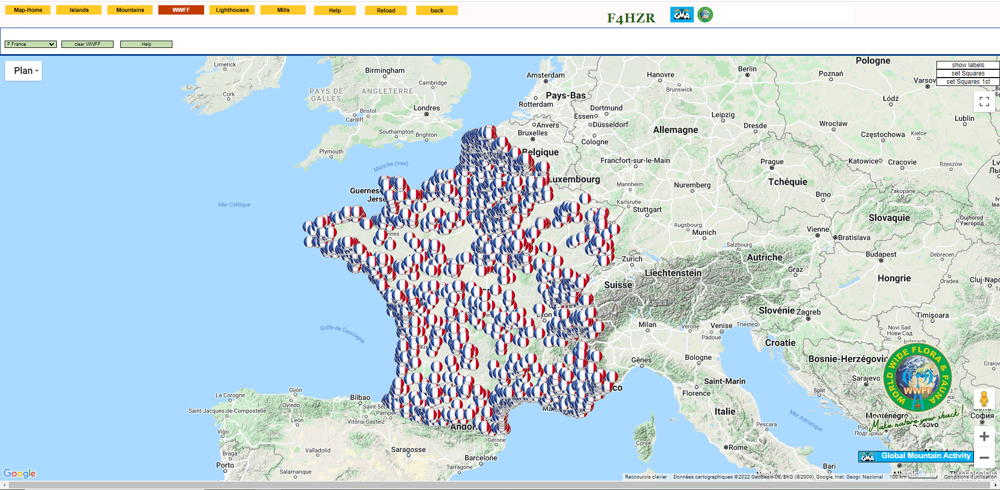 Map-Home
Islands
Mountains
WWFF
Lighthouses
Mills
Help
Reload
back
F4HZR
GMA
F France
clear WWFF
Help
Plan
show labels
set Squares
set Squares 1st
Limerick
Cork
Birmingham
Cambridge
PAYS DE
GALLES
ANGLETERRE
Bristol
Cardiff
Londres
Southampton
Brighton
Plymouth
Manche (mer)
Mer Celtique
Golfe de Gascogne
Amsterdam
Pays-Bas
Rotterdam
Anvers
Bruxelles
Belgique
Luxembourg
Hanovre
Brunswick
Berlin
Dortmund
Essen
Düsseldorf
Cologne
Leipzig
Dresde
Allemagne
Francfort-sur-le-Main
Mannheim
Nuremberg
Karlsruhe
Stuttgart
Augsbourg
Munich
Pologne
Poznań
Varsov
Łódź
Lublin
Wrocław
Częstochowa
Kielce
Katowice
Cracovie
Rzeszów
Prague
Tchéquie
Brno
Zakopane
Slovaquie
Ujhorod
Ужгород
Vienne
Bratislava
Salzbourg
Autriche
Graz
Budapest
Debrecen
Hongrie
Oradea
Cluj-Napo
Zurich
Liechtenstein
Suisse
Slovénie
Zagreb
Timișoara
Milan
Vérone
Venise
Trieste
Padoue
Novi Sad
Нови Сад
Belgrade
Croatie
Bosnie-Herzégovin
Sarajevo
Craiov
Split
Gênes
Bologne
Saint-Marin
Florence
Italie
Mer Adriatique
Pescara
Rome
Bari
Corse
Lyon
Guernes
Jerse
Andor
La Corogne
Gijón
Oviedo
Saint-Jacques-de-Compostelle
León
Bilbao
Vitoria-Gasteiz
Vigo
Braga
Porto
Valladolid
Salamanque
Saragosse
Gérone
Barcelone
Tarragone
WORLD WIDE FLORA & FAUNA
WWFF
Make nature your shack!
Monténégro
Kosovo
София
GMA Global Mountain Activity
Google
Raccourcis clavier
Données cartographiques ©2022 GeoBasis-DE/BKG (©2009), Google, Inst. Geogr. Nacional
100 km
Conditions d'utilisation